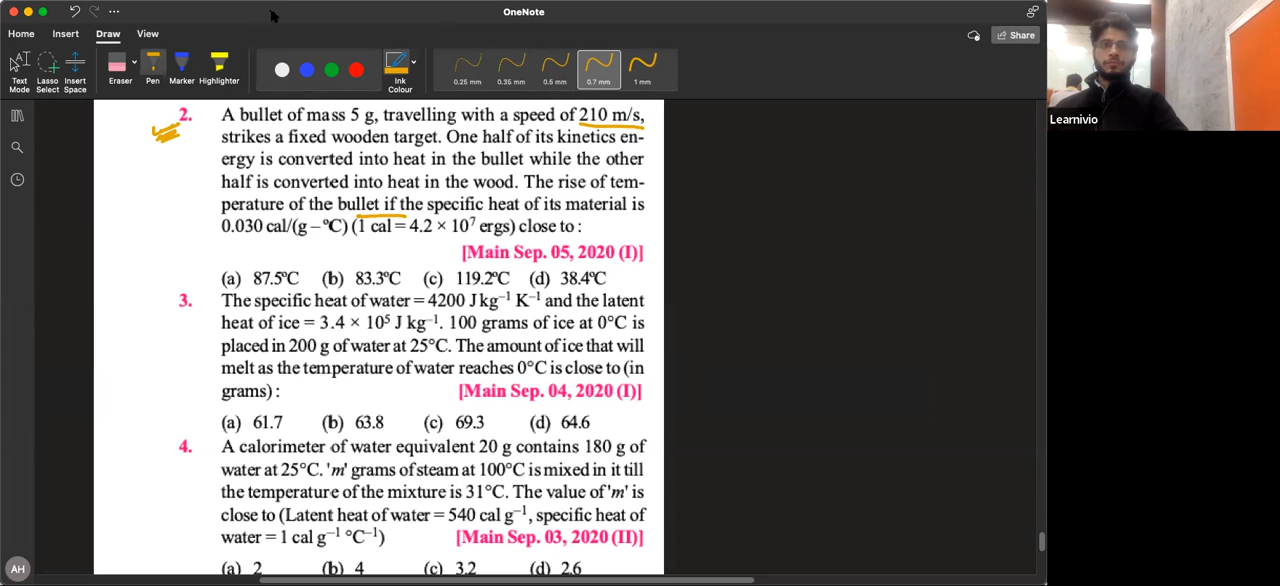 OneNote
Home Insert Draw View
Share
Text Mode
Lasso Select
Insert Space
Eraser
Pen
Marker
Highlighter
Ink Colour
0.25 mm
0.35 mm
0.5 mm
0.7 mm
1 mm
Learnivio
2. A bullet of mass 5 g, travelling with a speed of 210 m/s,
strikes a fixed wooden target. One half of its kinetics en-
ergy is converted into heat in the bullet while the other
half is converted into heat in the wood. The rise of tem-
perature of the bullet if the specific heat of its material is
0.030 cal/(g – ºC) (1 cal = 4.2 × 10⁷ ergs) close to :
[Main Sep. 05, 2020 (I)]
(a) 87.5ºC (b) 83.3ºC (c) 119.2ºC (d) 38.4ºC
3. The specific heat of water = 4200 J kg⁻¹ K⁻¹ and the latent
heat of ice = 3.4 × 10⁵ J kg⁻¹. 100 grams of ice at 0°C is
placed in 200 g of water at 25°C. The amount of ice that will
melt as the temperature of water reaches 0°C is close to (in
grams) : [Main Sep. 04, 2020 (I)]
(a) 61.7 (b) 63.8 (c) 69.3 (d) 64.6
4. A calorimeter of water equivalent 20 g contains 180 g of
water at 25°C. 'm' grams of steam at 100°C is mixed in it till
the temperature of the mixture is 31°C. The value of 'm' is
close to (Latent heat of water = 540 cal g⁻¹, specific heat of
water = 1 cal g⁻¹ °C⁻¹) [Main Sep. 03, 2020 (II)]
(a) 2 (b) 4 (c) 3.2 (d) 2.6
AH